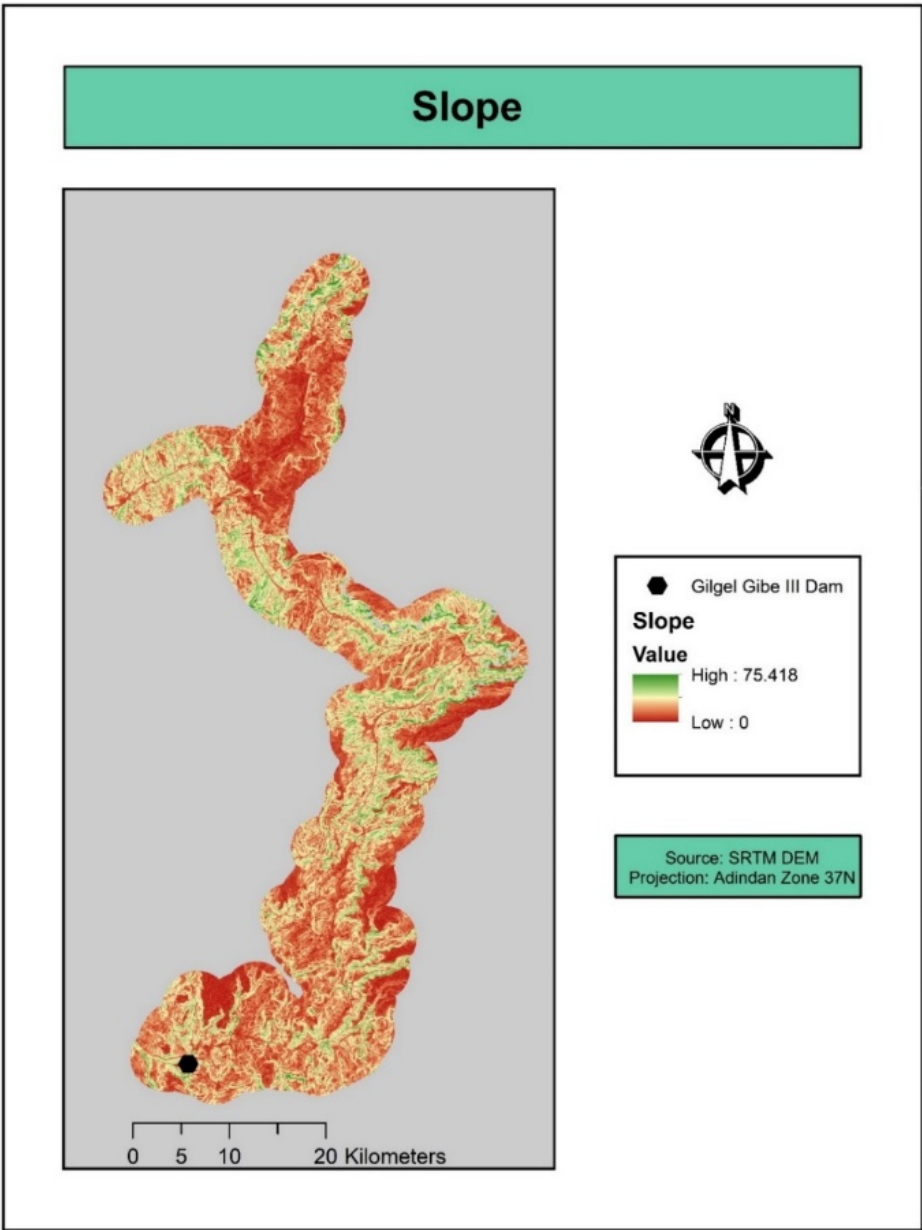 Slope
N
Gilgel Gibe III Dam
Slope
Value
High : 75.418
Low : 0
Source: SRTM DEM
Projection: Adindan Zone 37N
0 5 10 20 Kilometers